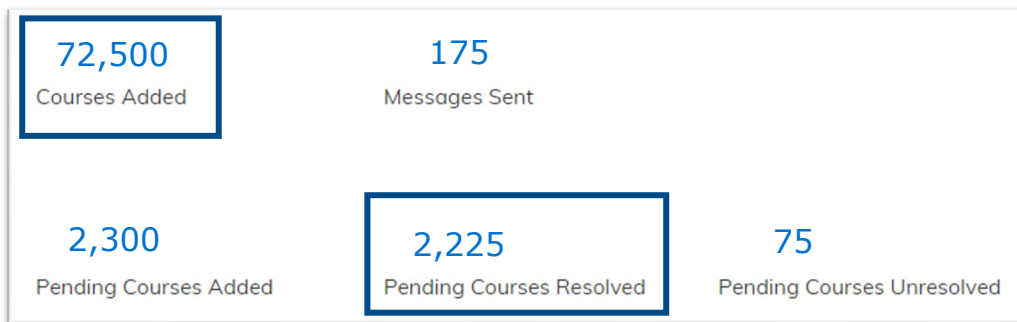 72,500
Courses Added
175
Messages Sent
2,300
Pending Courses Added
2,225
Pending Courses Resolved
75
Pending Courses Unresolved